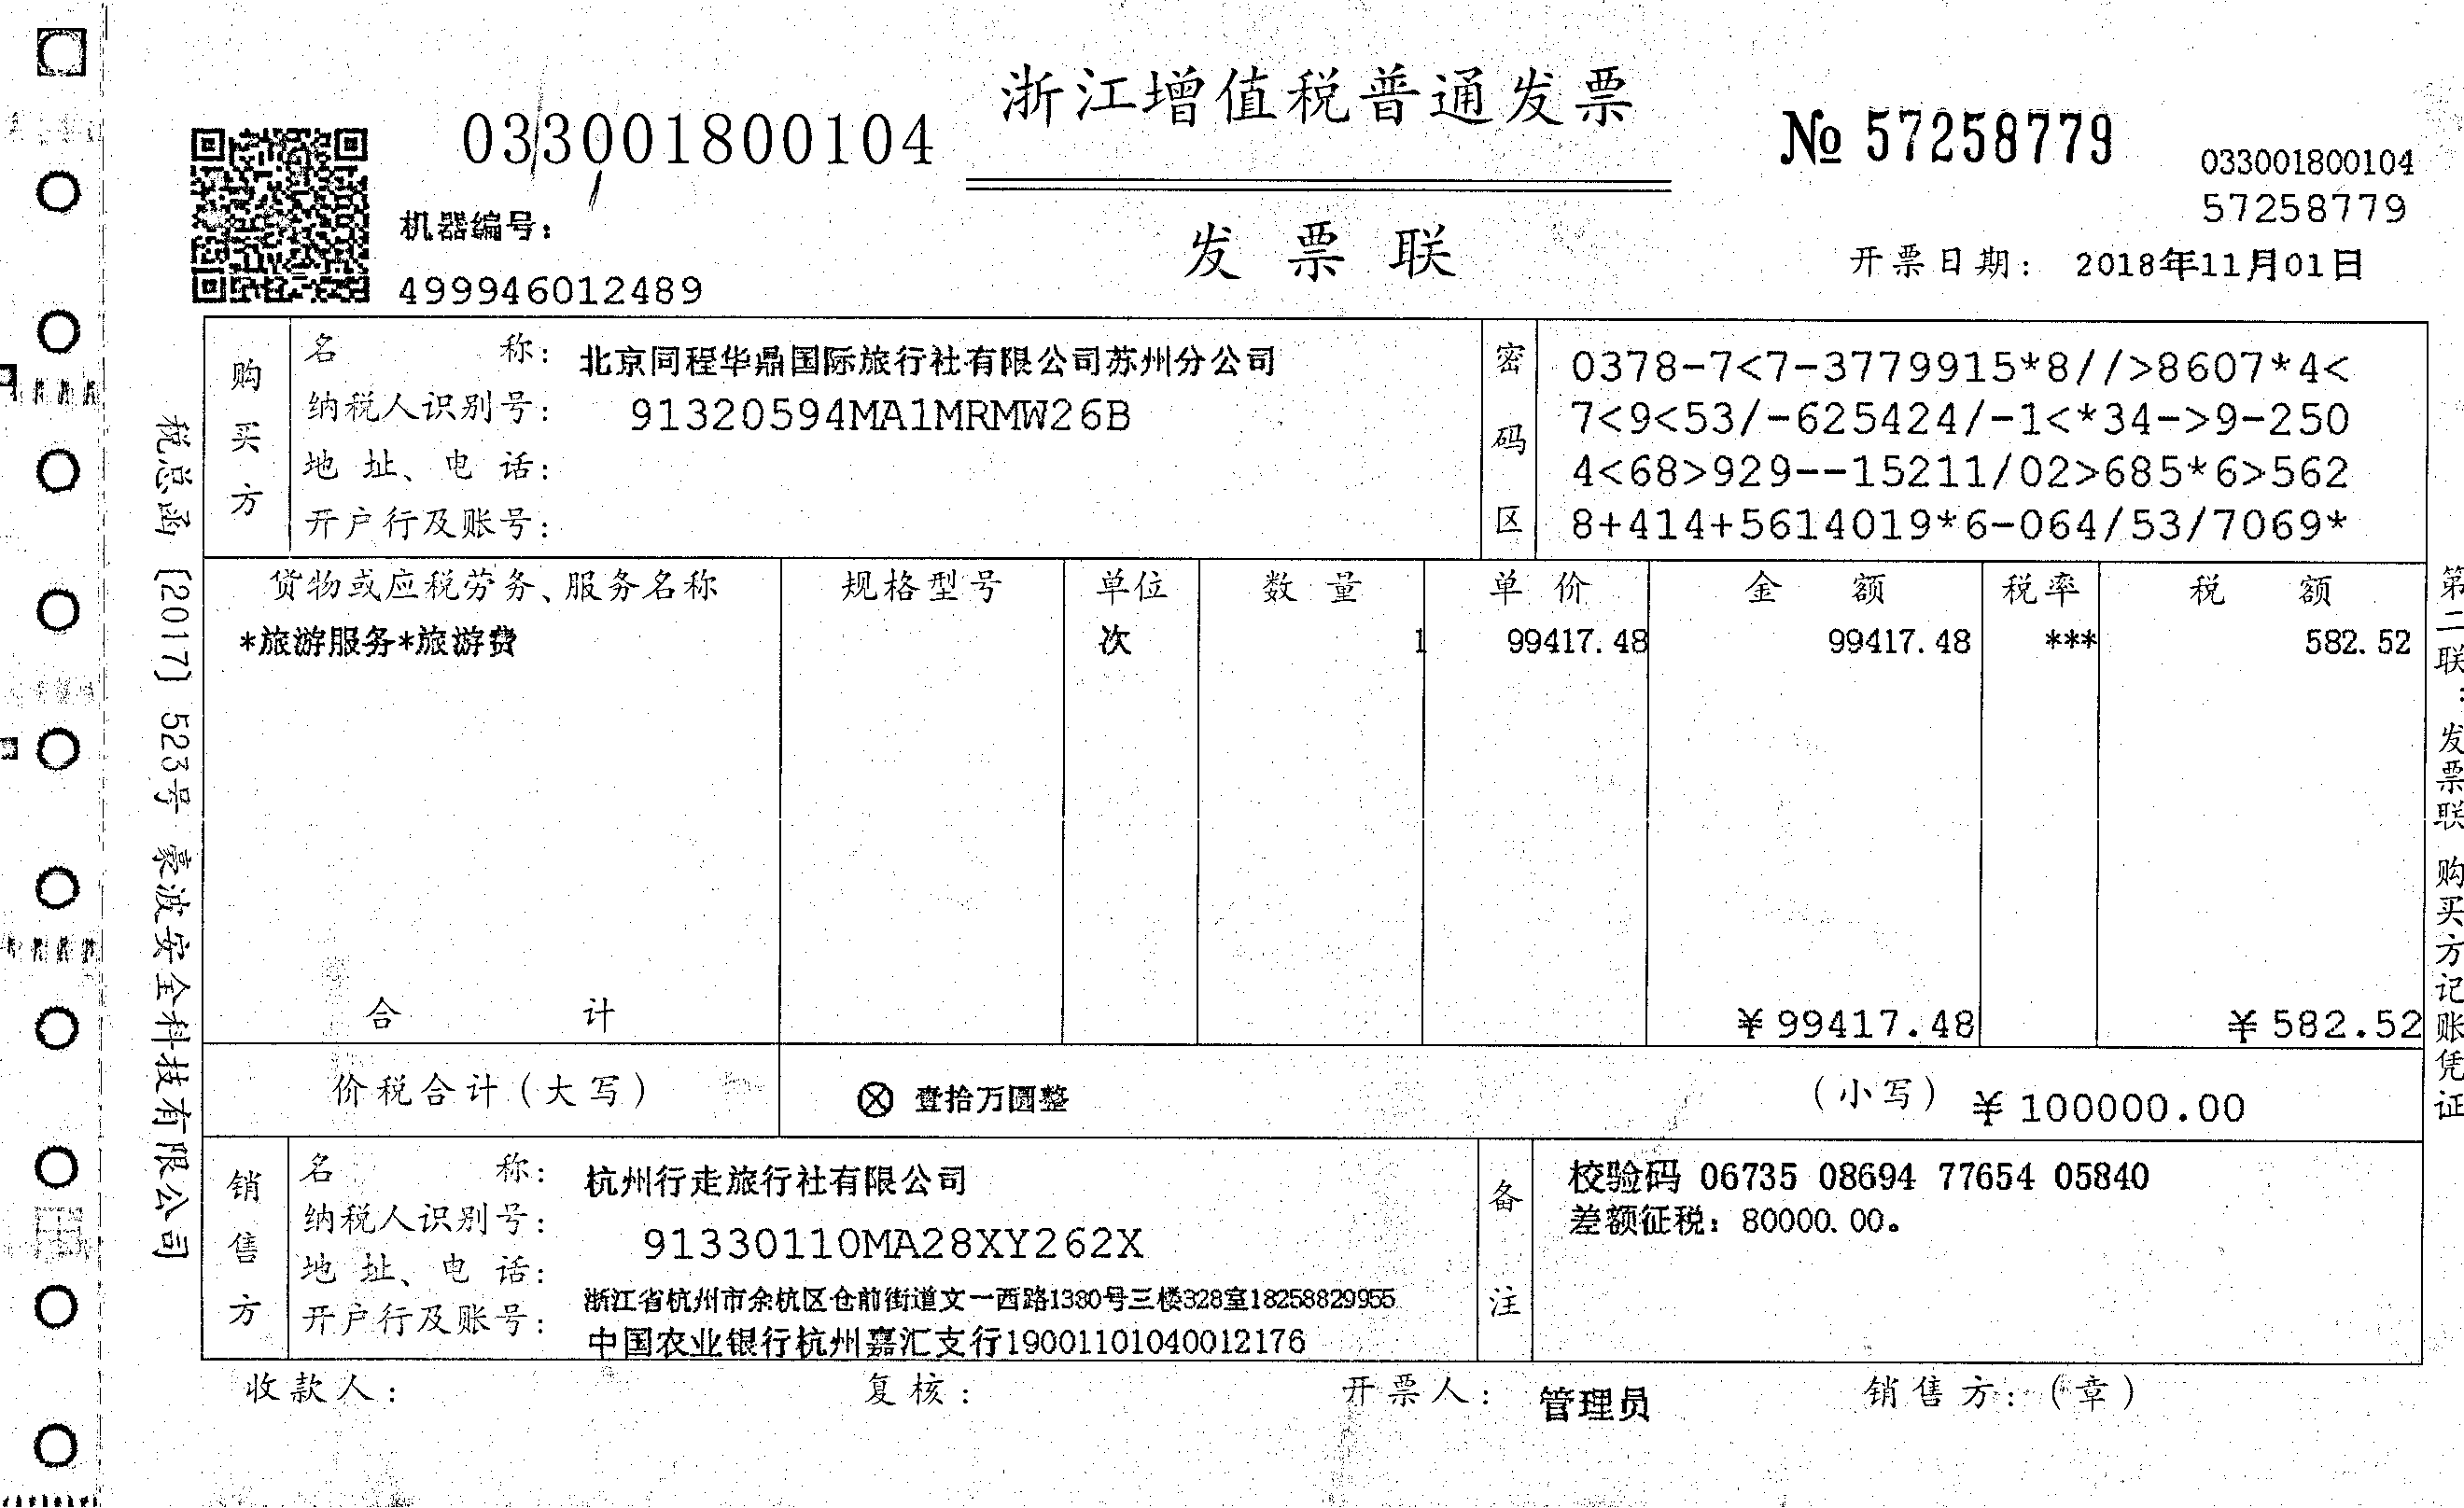 浙江增值税普通发票
033001800104
№ 57258779
033001800104
57258779
机器编号：
499946012489
发票联
开票日期： 2018年11月01日
购买方
名称： 北京同程华鼎国际旅行社有限公司苏州分公司
纳税人识别号： 91320594MA1MRMW26B
地址、电话：
开户行及账号：
密码区
0378-7<7-3779915*8//>8607*4<
7<9<53/-625424/-1<*34->9-250
4<68>929--15211/02>685*6>562
8+414+5614019*6-064/53/7069*
货物或应税劳务、服务名称 规格型号 单位 数量 单价 金额 税率 税额
*旅游服务*旅游费 次 1 99417.48 99417.48 *** 582.52
合计 ¥99417.48 ¥582.52
价税合计（大写） ⊗ 壹拾万圆整 （小写） ¥100000.00
销售方
名称： 杭州行走旅行社有限公司
纳税人识别号： 91330110MA28XY262X
地址、电话： 浙江省杭州市余杭区仓前街道文一西路1380号三楼328室18258829955
开户行及账号： 中国农业银行杭州嘉汇支行19001101040012176
备注
校验码 06735 08694 77654 05840
差额征税：80000.00。
收款人： 复核： 开票人： 管理员 销售方：（章）
税总函〔2017〕523号 豪波安全科技有限公司
第二联：发票联 购买方记账凭证